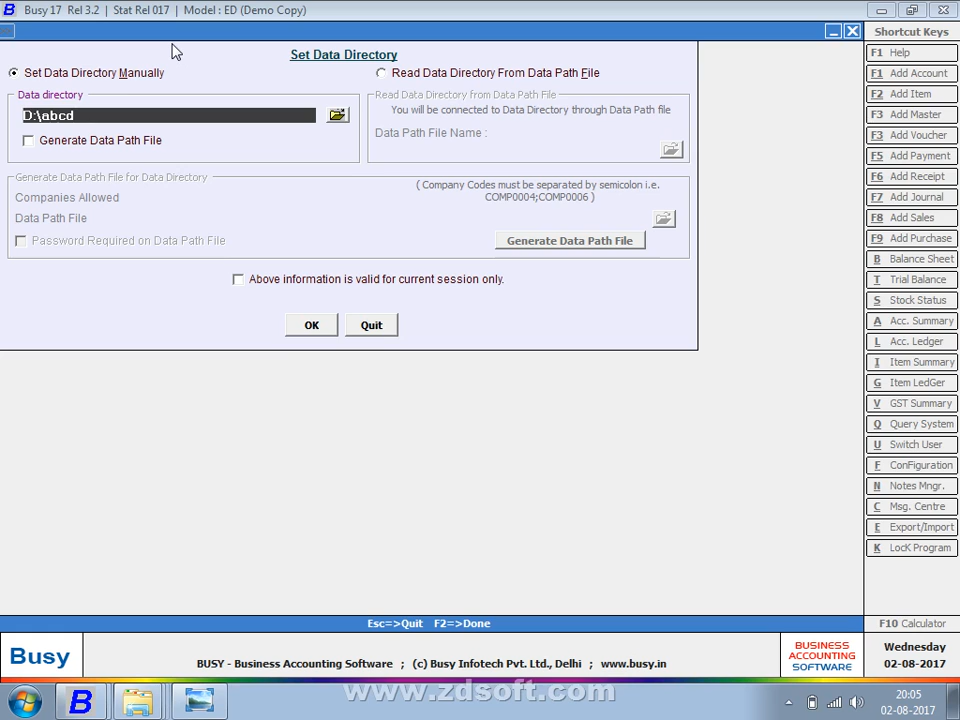 Busy 17 Rel 3.2 | Stat Rel 017 | Model : ED (Demo Copy)
Set Data Directory
Set Data Directory Manually
Read Data Directory From Data Path File
Data directory
D:\abcd
Generate Data Path File
Read Data Directory from Data Path File
You will be connected to Data Directory through Data Path file
Data Path File Name :
Generate Data Path File for Data Directory
( Company Codes must be separated by semicolon i.e.
COMP0004;COMP0006 )
Companies Allowed
Data Path File
Password Required on Data Path File
Generate Data Path File
Above information is valid for current session only.
OK
Quit
Shortcut Keys
F1 Help
F1 Add Account
F2 Add Item
F3 Add Master
F3 Add Voucher
F5 Add Payment
F6 Add Receipt
F7 Add Journal
F8 Add Sales
F9 Add Purchase
B Balance Sheet
T Trial Balance
S Stock Status
A Acc. Summary
L Acc. Ledger
I Item Summary
G Item LedGer
V GST Summary
Q Query System
U Switch User
F ConFiguration
N Notes Mngr.
C Msg. Centre
E Export/Import
K LocK Program
Esc=>Quit F2=>Done
F10 Calculator
Busy
BUSY - Business Accounting Software ; (c) Busy Infotech Pvt. Ltd., Delhi ; www.busy.in
BUSINESS
ACCOUNTING
SOFTWARE
Wednesday
02-08-2017
B
www.zdsoft.com
20:05
02-08-2017